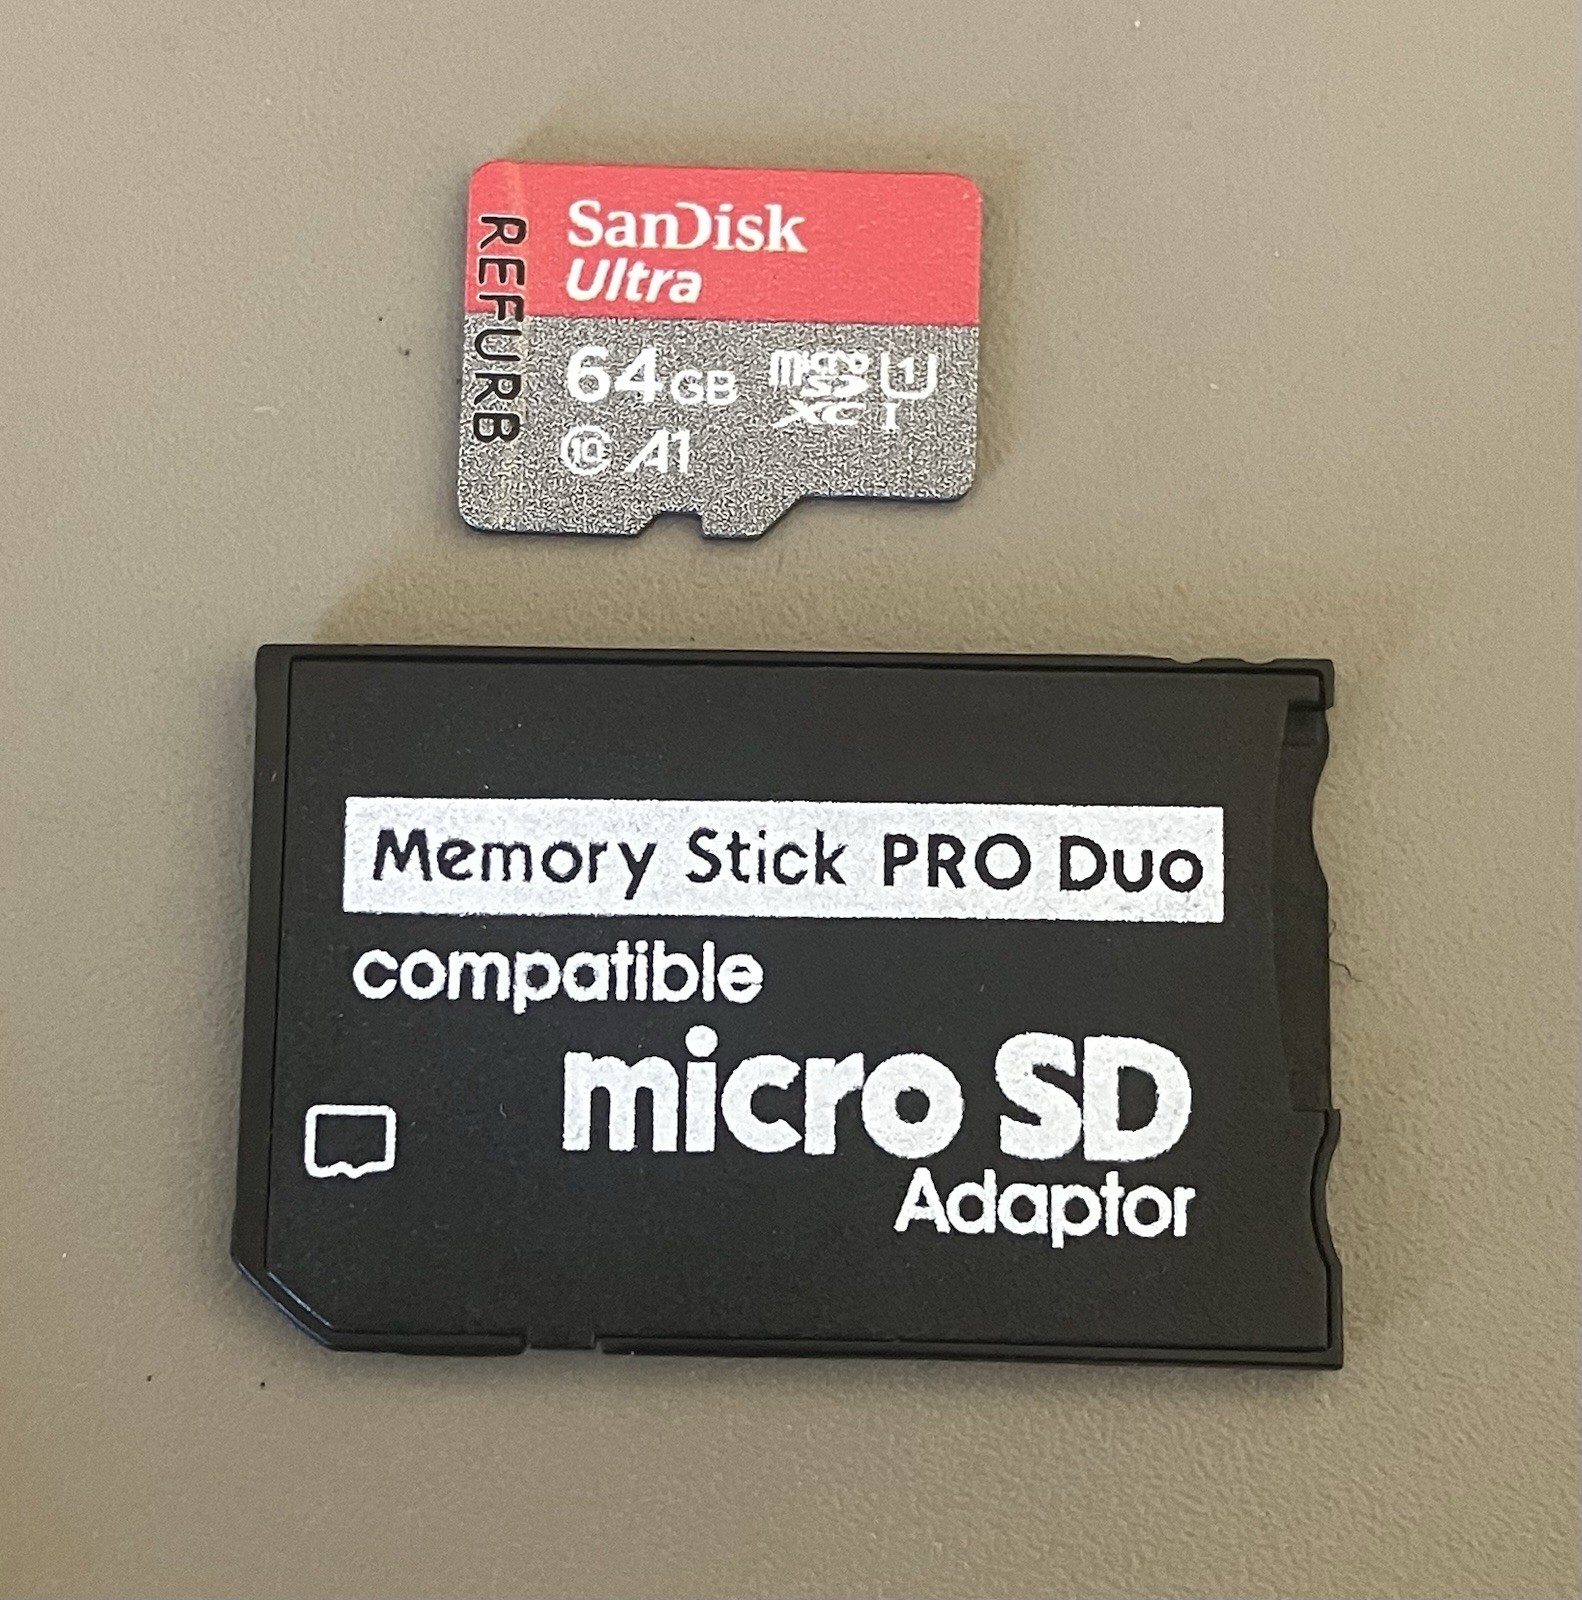 REFURB
SanDisk
Ultra
64GB
micro SD XC
U1
I
10 A1
Memory Stick PRO Duo
compatible
micro SD
Adaptor